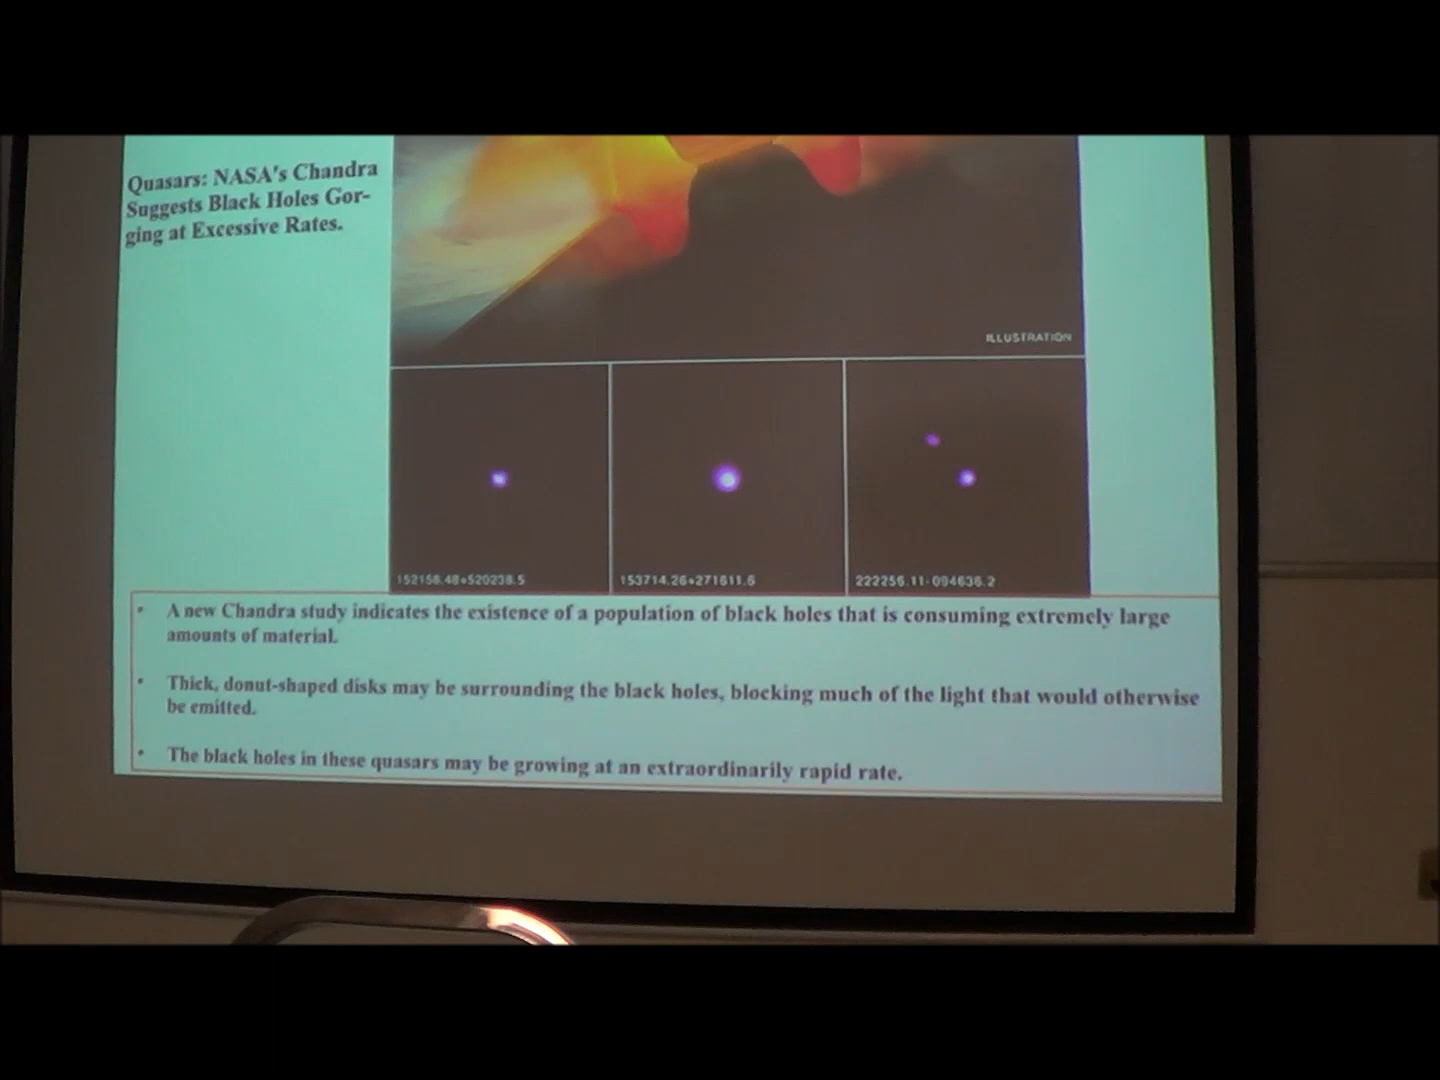 Quasars: NASA's Chandra
Suggests Black Holes Gor-
ging at Excessive Rates.
ILLUSTRATION
152156.48+520238.5
153714.26+271611.6
222256.11-094636.2
• A new Chandra study indicates the existence of a population of black holes that is consuming extremely large
amounts of material.
• Thick, donut-shaped disks may be surrounding the black holes, blocking much of the light that would otherwise
be emitted.
• The black holes in these quasars may be growing at an extraordinarily rapid rate.